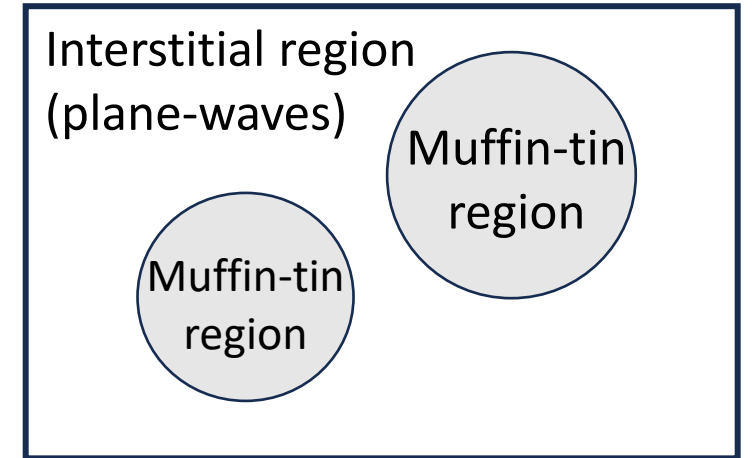 Interstitial region
(plane-waves)
Muffin-tin
region
Muffin-tin
region